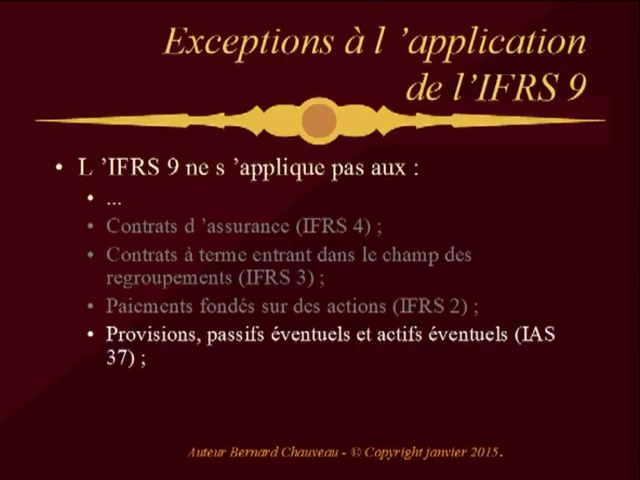 Exceptions à l ’application
de l’IFRS 9
• L ’IFRS 9 ne s ’applique pas aux :
• ...
• Contrats d ’assurance (IFRS 4) ;
• Contrats à terme entrant dans le champ des
regroupements (IFRS 3) ;
• Paiements fondés sur des actions (IFRS 2) ;
• Provisions, passifs éventuels et actifs éventuels (IAS
37) ;
Auteur Bernard Chauveau - © Copyright janvier 2015.